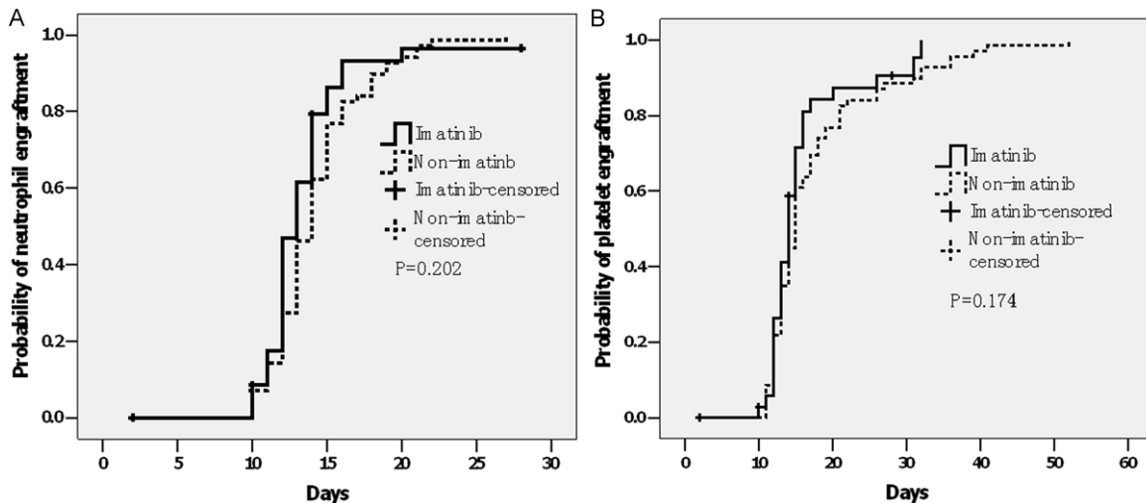 A
Probability of neutrophil engraftment
1.0
0.8
0.6
0.4
0.2
0.0
Imatinib
Non-imatinb
Imatinib-censored
Non-imatinb-
censored
P=0.202
0 5 10 15 20 25 30
Days
B
Probability of platelet engraftment
1.0
0.8
0.6
0.4
0.2
0.0
Imatinib
Non-imatinib
Imatinib-censored
Non-imatinib-
censored
P=0.174
0 10 20 30 40 50 60
Days